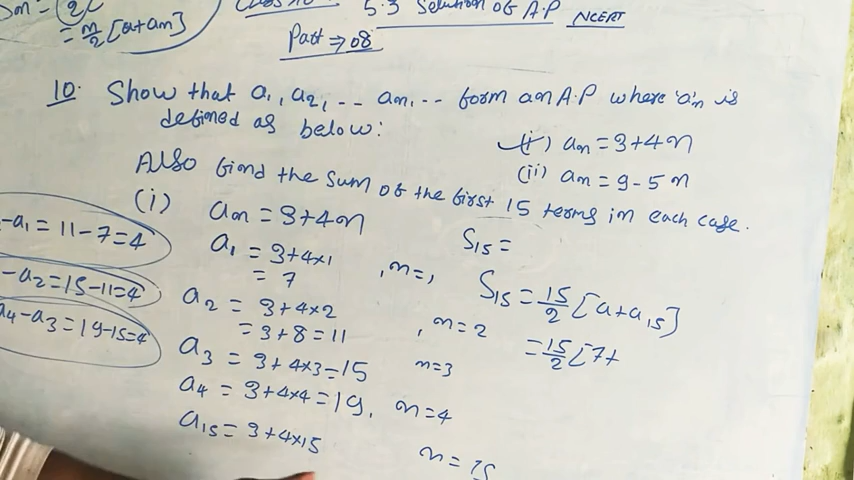 5.3 Solution of A.P NCERT
= n/2 [a+an]
Part → 08
10. Show that a1, a2, -- an, -- form an A.P where 'an' is
defined as below:
(i) an = 3+4n
(ii) an = 9-5n
Also find the sum of the first 15 terms in each case.
(i) an = 3+4n
a1 = 3+4×1 , n=1
= 7
a2 = 3+4×2
= 3+8=11 , n=2
a3 = 3+4×3=15 n=3
a4 = 3+4×4=19, n=4
a15 = 3+4×15 n=15
-a1 = 11-7=4
-a2=15-11=4
a4-a3=19-15=4
S15 =
S15 = 15/2 [a+a15]
= 15/2 [7+